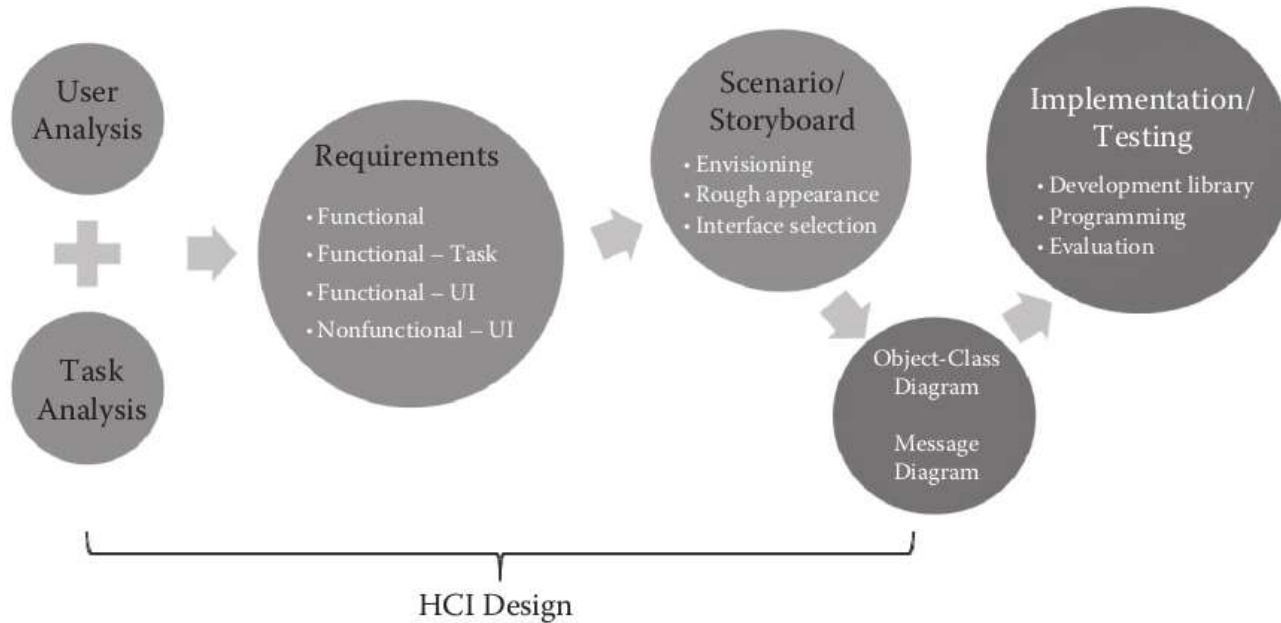 User
Analysis
Task
Analysis
Requirements
• Functional
• Functional – Task
• Functional – UI
• Nonfunctional – UI
Scenario/
Storyboard
• Envisioning
• Rough appearance
• Interface selection
Object-Class
Diagram
Message
Diagram
Implementation/
Testing
• Development library
• Programming
• Evaluation
HCI Design